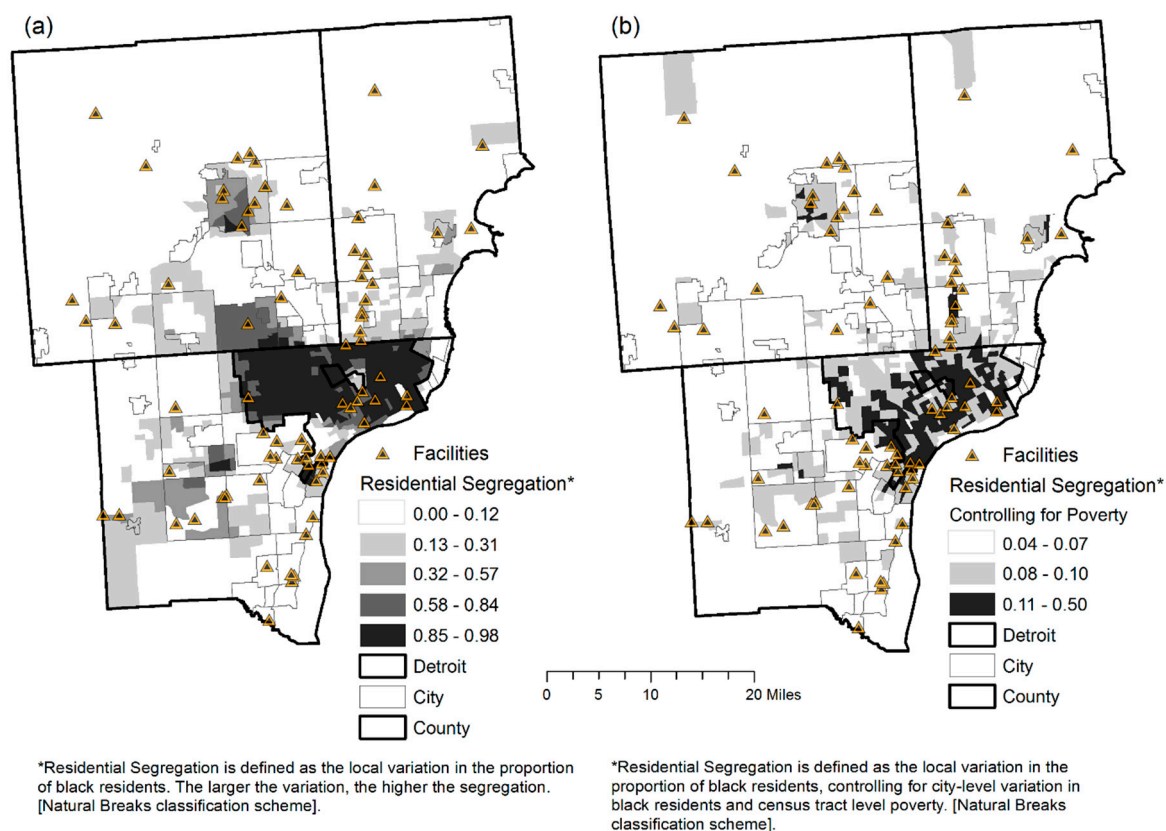 (a)
(b)
Facilities
Residential Segregation*
0.00 - 0.12
0.13 - 0.31
0.32 - 0.57
0.58 - 0.84
0.85 - 0.98
Detroit
City
County
Facilities
Residential Segregation*
Controlling for Poverty
0.04 - 0.07
0.08 - 0.10
0.11 - 0.50
Detroit
City
County
0 5 10 20 Miles
*Residential Segregation is defined as the local variation in the proportion
of black residents. The larger the variation, the higher the segregation.
[Natural Breaks classification scheme].
*Residential Segregation is defined as the local variation in the
proportion of black residents, controlling for city-level variation in
black residents and census tract level poverty. [Natural Breaks
classification scheme].